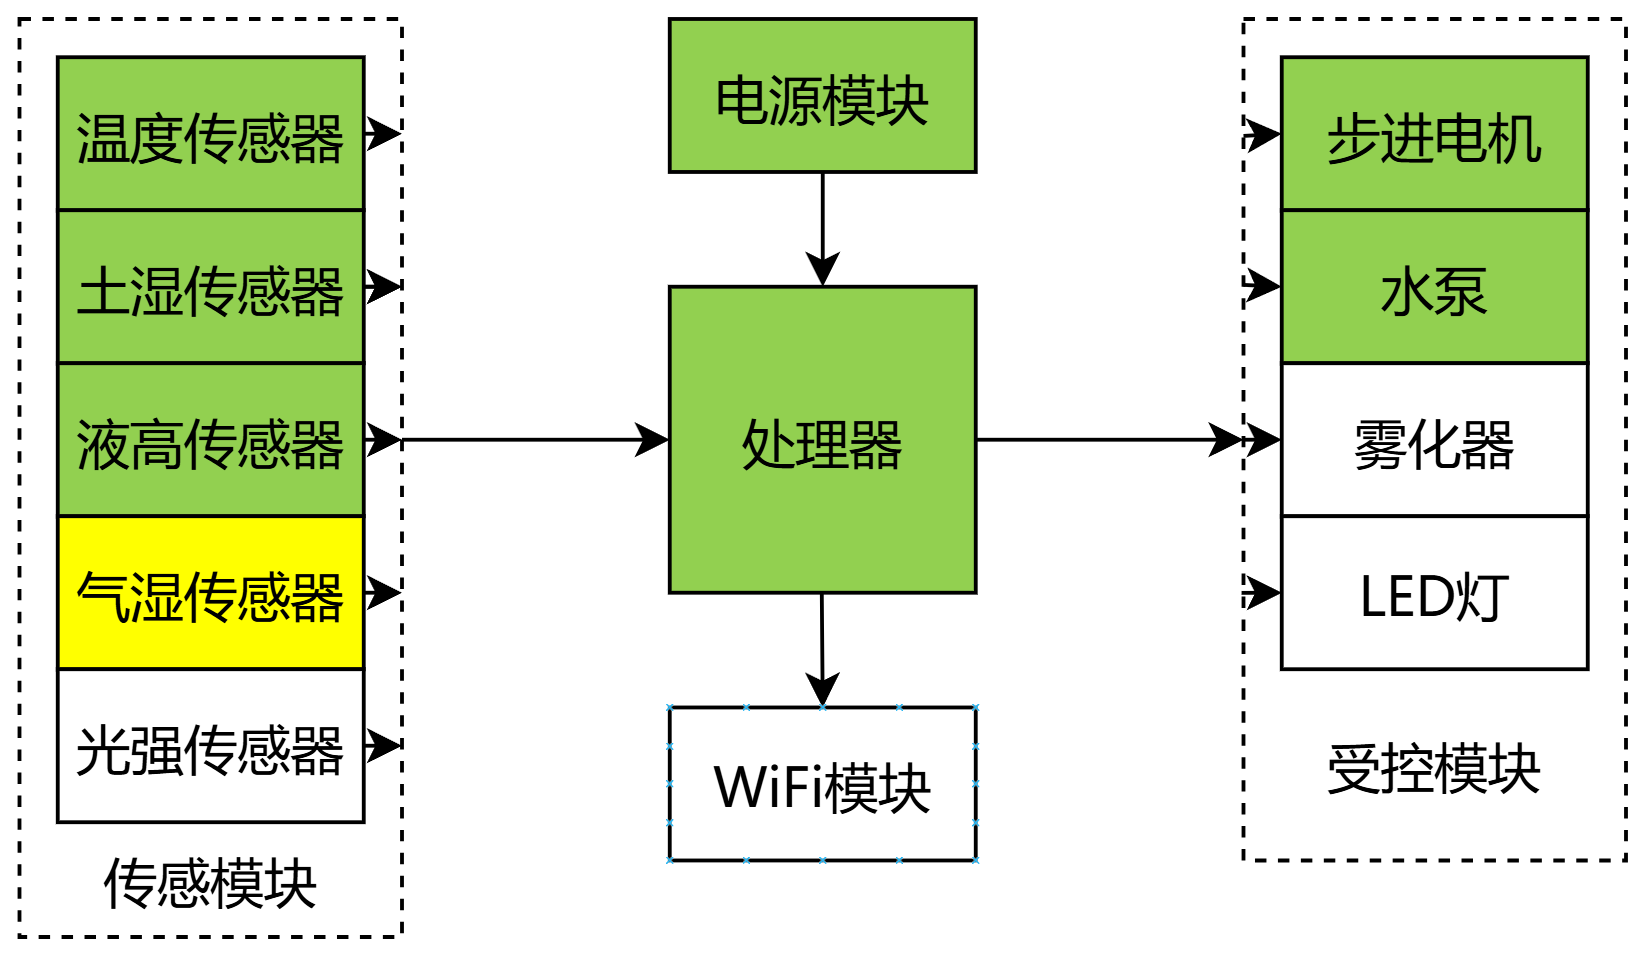 温度传感器
土湿传感器
液高传感器
气湿传感器
光强传感器
传感模块
电源模块
处理器
WiFi模块
步进电机
水泵
雾化器
LED灯
受控模块